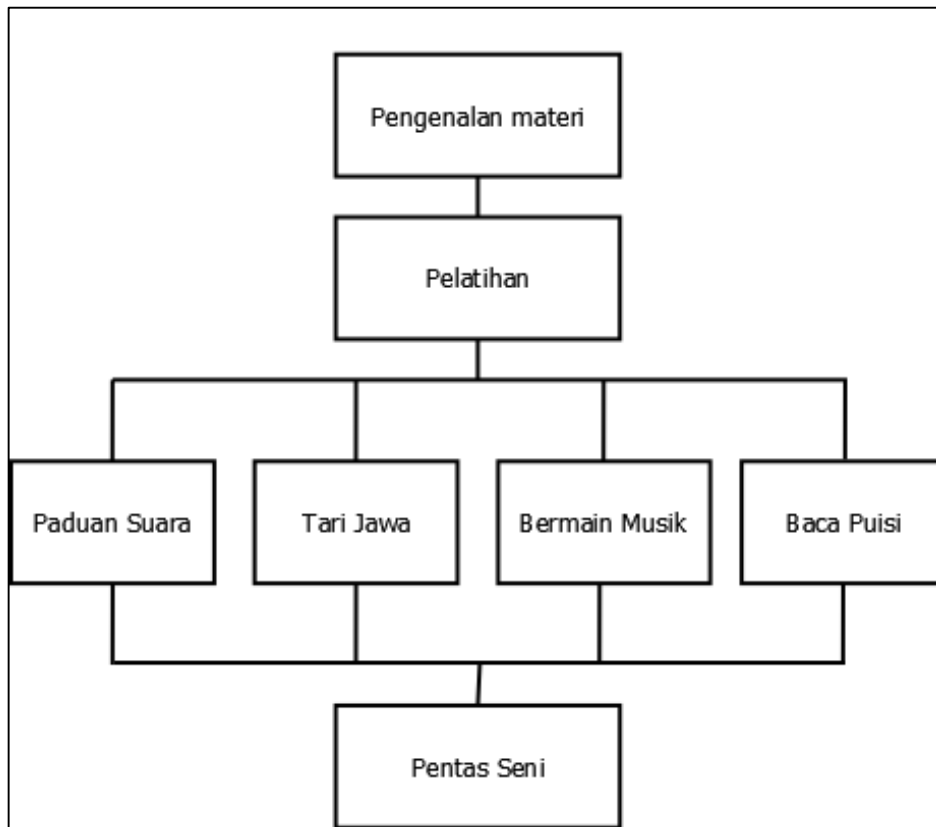 Pengenalan materi
Pelatihan
Paduan Suara
Tari Jawa
Bermain Musik
Baca Puisi
Pentas Seni